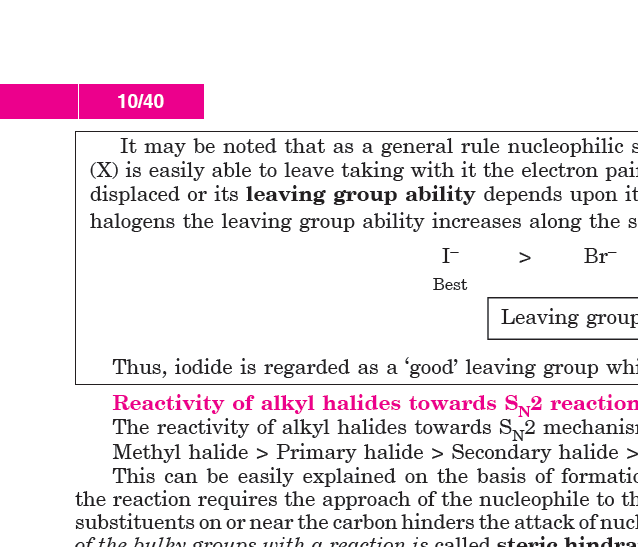 10/40
It may be noted that as a general rule nucleophilic s
(X) is easily able to leave taking with it the electron pair
displaced or its leaving group ability depends upon it
halogens the leaving group ability increases along the s
I⁻ > Br⁻
Best
Leaving group
Thus, iodide is regarded as a ‘good’ leaving group whi
Reactivity of alkyl halides towards SN2 reaction
The reactivity of alkyl halides towards SN2 mechanism
Methyl halide > Primary halide > Secondary halide >
This can be easily explained on the basis of formatio
the reaction requires the approach of the nucleophile to th
substituents on or near the carbon hinders the attack of nucl
of the bulky groups with a reaction is called steric hindra